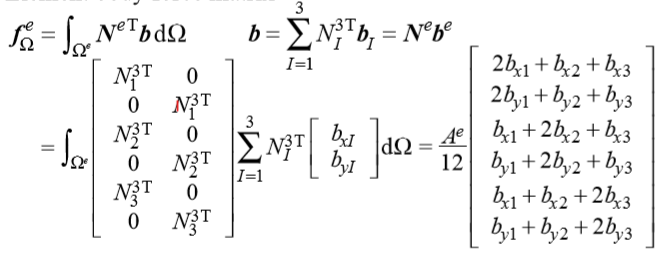 f_Ω^e = ∫_{Ω^e} N^{eT} b dΩ    b = ∑_{I=1}^{3} N_I^{3T} b_I = N^e b^e
= ∫_{Ω^e} [ N_1^{3T} 0 ; 0 N_1^{3T} ; N_2^{3T} 0 ; 0 N_2^{3T} ; N_3^{3T} 0 ; 0 N_3^{3T} ] ∑_{I=1}^{3} N_I^{3T} [ b_{xI} ; b_{yI} ] dΩ = A^e/12 [ 2b_{x1} + b_{x2} + b_{x3} ; 2b_{y1} + b_{y2} + b_{y3} ; b_{x1} + 2b_{x2} + b_{x3} ; b_{y1} + 2b_{y2} + b_{y3} ; b_{x1} + b_{x2} + 2b_{x3} ; b_{y1} + b_{y2} + 2b_{y3} ]